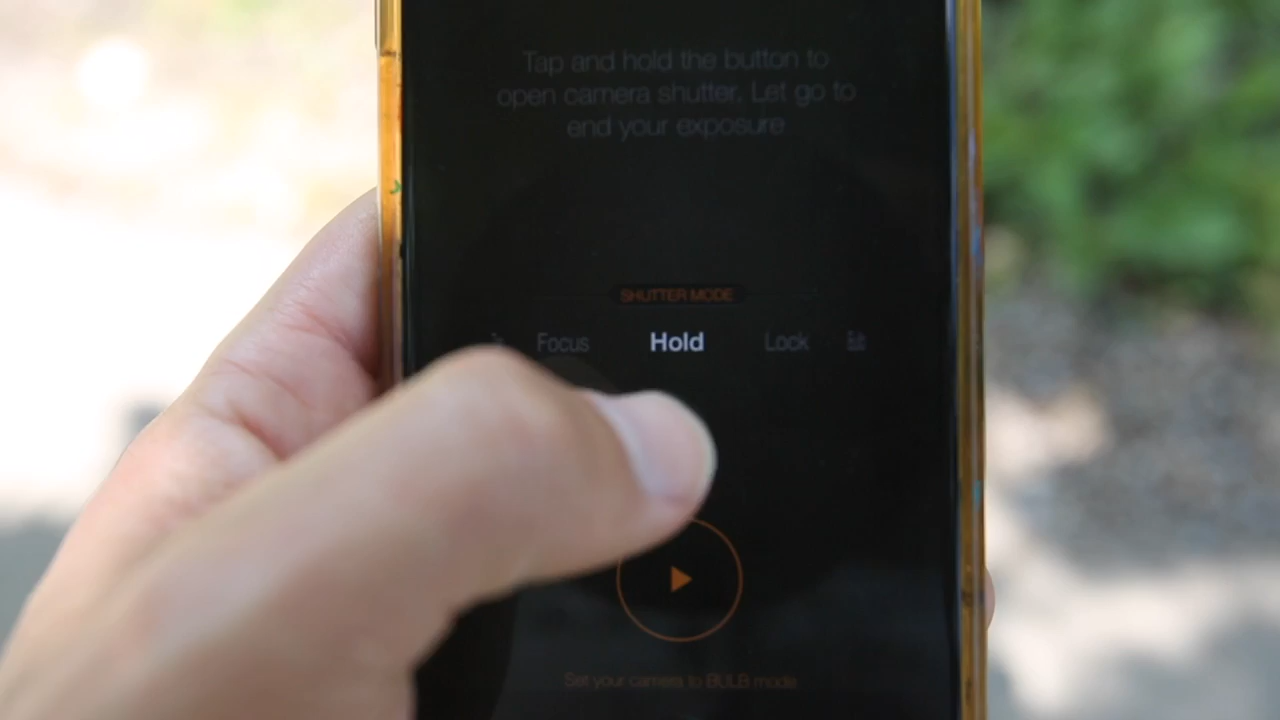 Tap and hold the button to
open camera shutter. Let go to
end your exposure
SHUTTER MODE
Focus Hold Lock
Set your camera to BULB mode